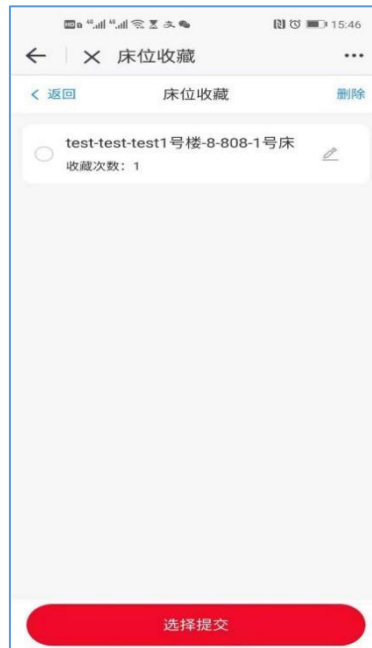 15:46
床位收藏
返回 床位收藏 删除
test-test-test1号楼-8-808-1号床
收藏次数：1
选择提交